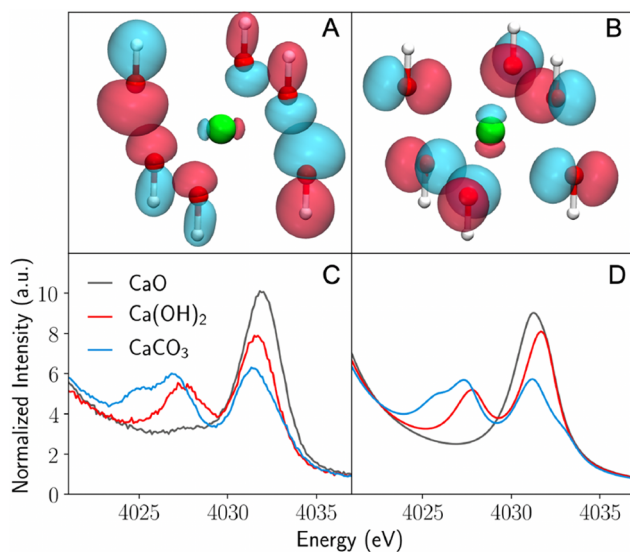 A
B
C
D
CaO
Ca(OH)₂
CaCO₃
Normalized Intensity (a.u.)
10
8
6
4
2
0
4025 4030 4035
4025 4030 4035
Energy (eV)